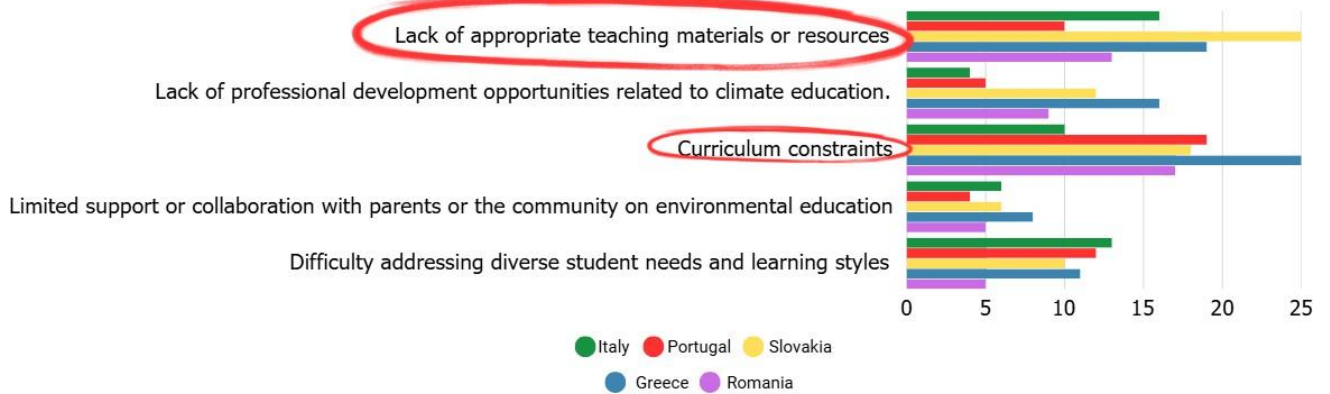 Lack of appropriate teaching materials or resources
Lack of professional development opportunities related to climate education.
Curriculum constraints
Limited support or collaboration with parents or the community on environmental education
Difficulty addressing diverse student needs and learning styles
0 5 10 15 20 25
Italy Portugal Slovakia
Greece Romania